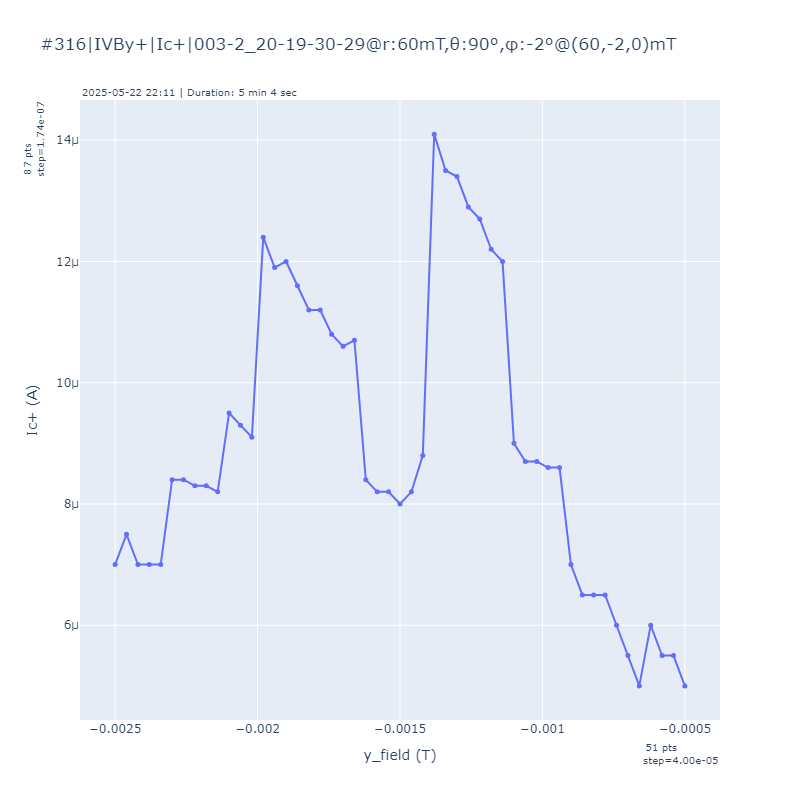 #316|IVBy+|Ic+|003-2_20-19-30-29@r:60mT,θ:90°,φ:-2°@(60,-2,0)mT
2025-05-22 22:11 | Duration: 5 min 4 sec
87 pts
step=1.74e-07
14μ
12μ
10μ
8μ
6μ
Ic+ (A)
−0.0025
−0.002
−0.0015
−0.001
−0.0005
y_field (T)
51 pts
step=4.00e-05